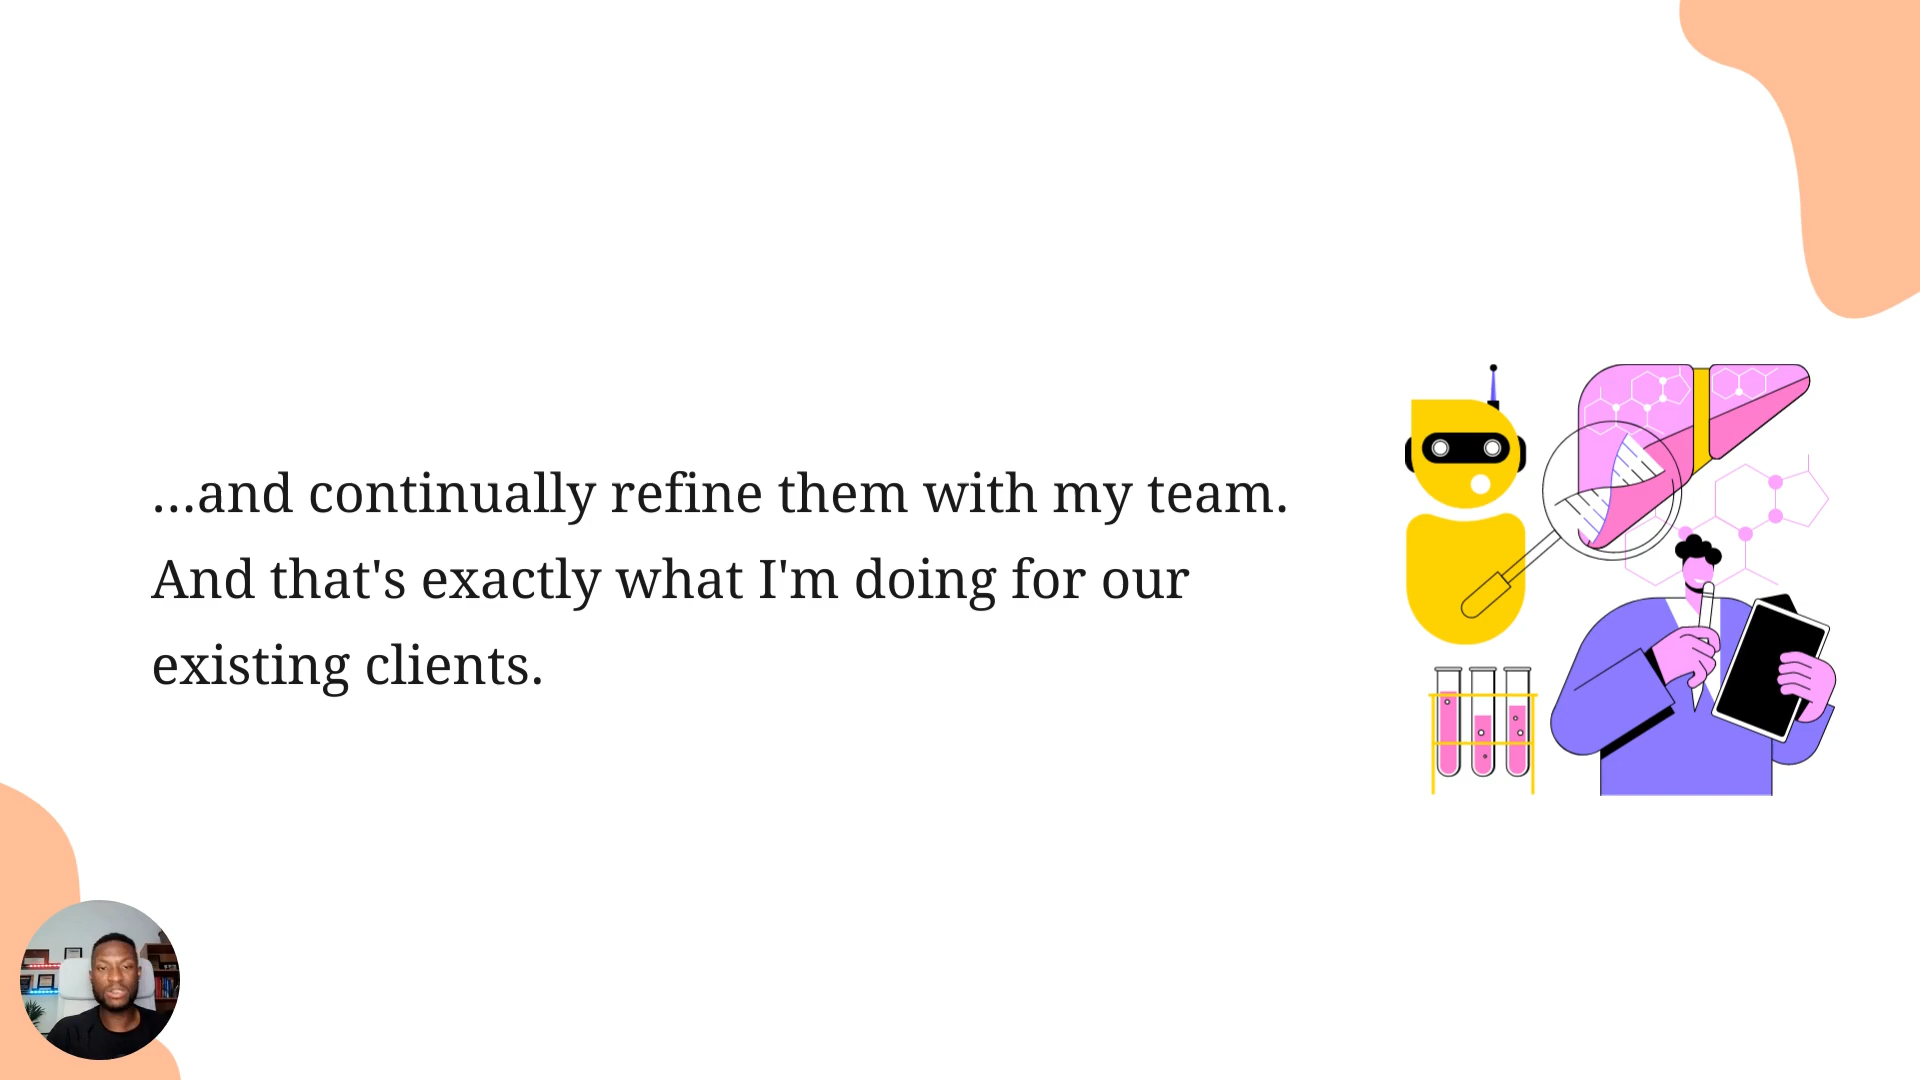 ...and continually refine them with my team.
And that's exactly what I'm doing for our
existing clients.